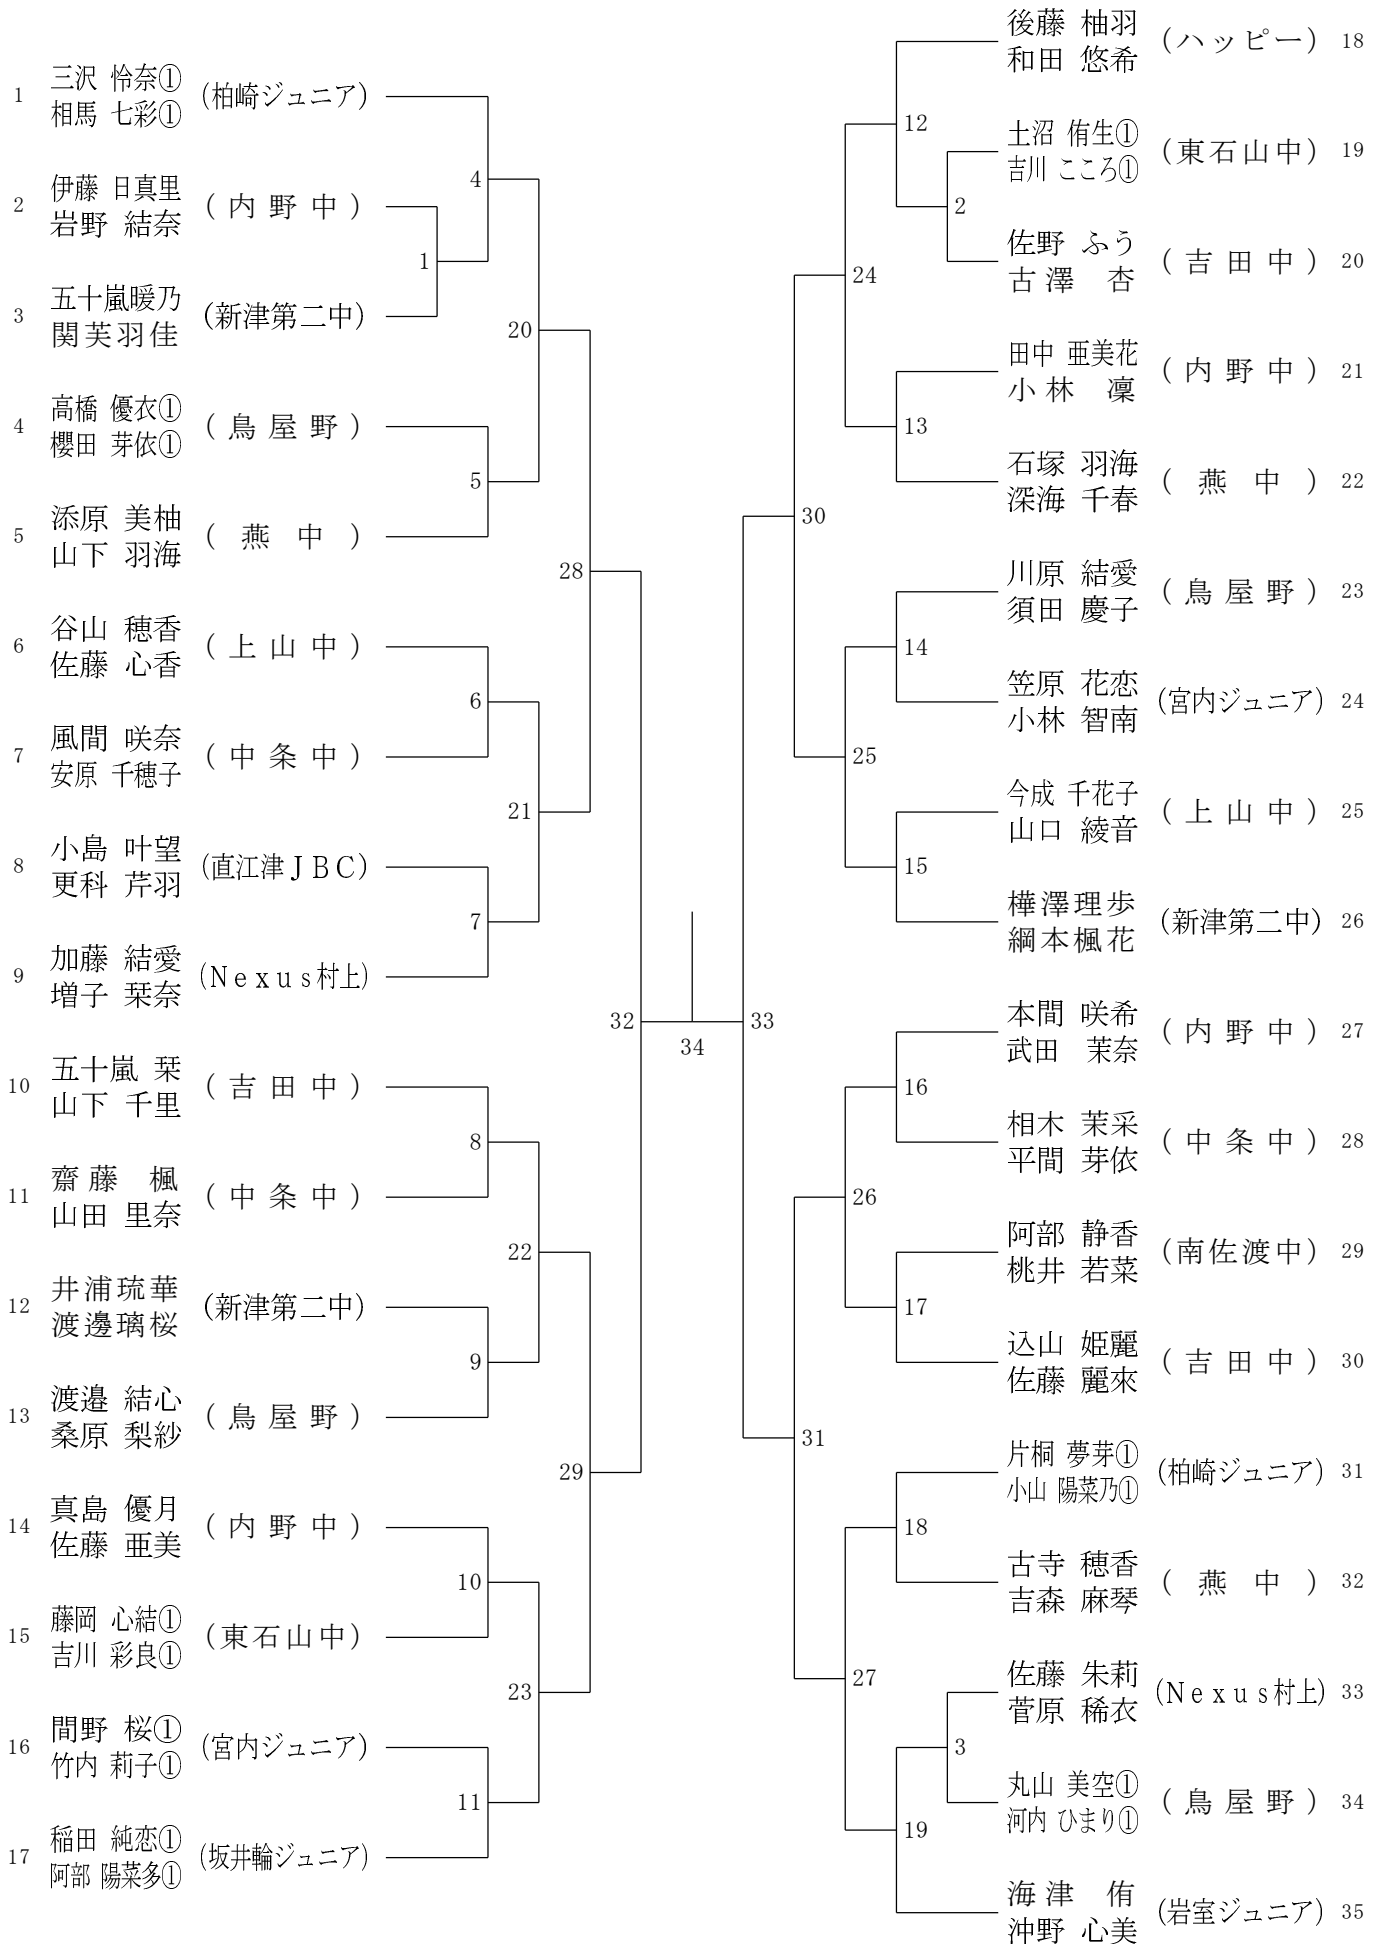 1 三沢 怜奈① (柏崎ジュニア)
相馬 七彩①
2 伊藤 日真里 (内野中)
岩野 結奈
3 五十嵐暖乃 (新津第二中)
関芙羽佳
4 高橋 優衣① (鳥屋野)
櫻田 芽依①
5 添原 美柚 (燕中)
山下 羽海
6 谷山 穂香 (上山中)
佐藤 心香
7 風間 咲奈 (中条中)
安原 千穂子
8 小島 叶望 (直江津JBC)
更科 芹羽
9 加藤 結愛 (Nexus村上)
増子 栞奈
10 五十嵐 栞 (吉田中)
山下 千里
11 齋藤 楓 (中条中)
山田 里奈
12 井浦琉華 (新津第二中)
渡邊璃桜
13 渡邉 結心 (鳥屋野)
桑原 梨紗
14 真島 優月 (内野中)
佐藤 亜美
15 藤岡 心結① (東石山中)
吉川 彩良①
16 間野 桜① (宮内ジュニア)
竹内 莉子①
17 稲田 純恋① (坂井輪ジュニア)
阿部 陽菜多①
1
4
5
6
7
8
9
10
11
20
21
22
23
28
29
32
34
33
30
31
24
25
26
27
12
13
14
15
16
17
18
19
2
3
後藤 柚羽 (ハッピー) 18
和田 悠希
土沼 侑生① (東石山中) 19
吉川 こころ①
佐野 ふう (吉田中) 20
古澤 杏
田中 亜美花 (内野中) 21
小林 凜
石塚 羽海 (燕中) 22
深海 千春
川原 結愛 (鳥屋野) 23
須田 慶子
笠原 花恋 (宮内ジュニア) 24
小林 智南
今成 千花子 (上山中) 25
山口 綾音
樺澤理歩 (新津第二中) 26
綱本楓花
本間 咲希 (内野中) 27
武田 茉奈
相木 茉采 (中条中) 28
平間 芽依
阿部 静香 (南佐渡中) 29
桃井 若菜
込山 姫麗 (吉田中) 30
佐藤 麗來
片桐 夢芽① (柏崎ジュニア) 31
小山 陽菜乃①
古寺 穂香 (燕中) 32
吉森 麻琴
佐藤 朱莉 (Nexus村上) 33
菅原 稀衣
丸山 美空① (鳥屋野) 34
河内 ひまり①
海津 侑 (岩室ジュニア) 35
沖野 心美